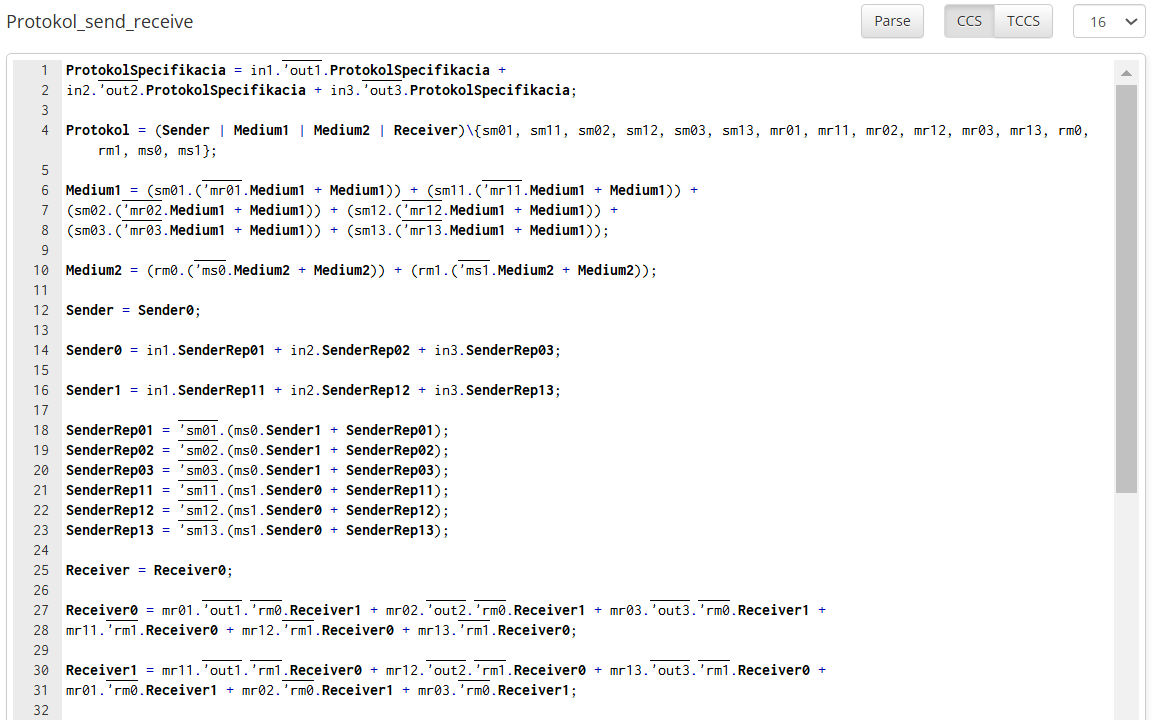 Protokol_send_receive
Parse
CCS
TCCS
16
1 ProtokolSpecifikacia = in1.'out1.ProtokolSpecifikacia +
2 in2.'out2.ProtokolSpecifikacia + in3.'out3.ProtokolSpecifikacia;
3
4 Protokol = (Sender | Medium1 | Medium2 | Receiver)\{sm01, sm11, sm02, sm12, sm03, sm13, mr01, mr11, mr02, mr12, mr03, mr13, rm0,
rm1, ms0, ms1};
5
6 Medium1 = (sm01.('mr01.Medium1 + Medium1)) + (sm11.('mr11.Medium1 + Medium1)) +
7 (sm02.('mr02.Medium1 + Medium1)) + (sm12.('mr12.Medium1 + Medium1)) +
8 (sm03.('mr03.Medium1 + Medium1)) + (sm13.('mr13.Medium1 + Medium1));
9
10 Medium2 = (rm0.('ms0.Medium2 + Medium2)) + (rm1.('ms1.Medium2 + Medium2));
11
12 Sender = Sender0;
13
14 Sender0 = in1.SenderRep01 + in2.SenderRep02 + in3.SenderRep03;
15
16 Sender1 = in1.SenderRep11 + in2.SenderRep12 + in3.SenderRep13;
17
18 SenderRep01 = 'sm01.(ms0.Sender1 + SenderRep01);
19 SenderRep02 = 'sm02.(ms0.Sender1 + SenderRep02);
20 SenderRep03 = 'sm03.(ms0.Sender1 + SenderRep03);
21 SenderRep11 = 'sm11.(ms1.Sender0 + SenderRep11);
22 SenderRep12 = 'sm12.(ms1.Sender0 + SenderRep12);
23 SenderRep13 = 'sm13.(ms1.Sender0 + SenderRep13);
24
25 Receiver = Receiver0;
26
27 Receiver0 = mr01.'out1.'rm0.Receiver1 + mr02.'out2.'rm0.Receiver1 + mr03.'out3.'rm0.Receiver1 +
28 mr11.'rm1.Receiver0 + mr12.'rm1.Receiver0 + mr13.'rm1.Receiver0;
29
30 Receiver1 = mr11.'out1.'rm1.Receiver0 + mr12.'out2.'rm1.Receiver0 + mr13.'out3.'rm1.Receiver0 +
31 mr01.'rm0.Receiver1 + mr02.'rm0.Receiver1 + mr03.'rm0.Receiver1;
32